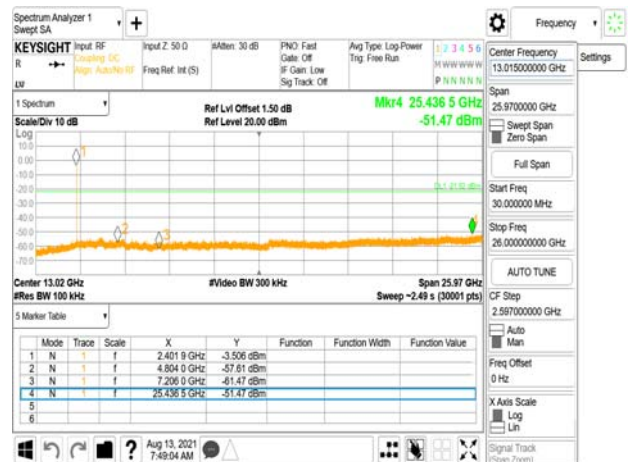 Spectrum Analyzer 1
Swept SA
Frequency
KEYSIGHT Input: RF Input Z: 50 Ω #Atten: 30 dB PNO: Fast Avg Type: Log-Power 1 2 3 4 5 6
R Coupling: DC Gate: Off Trig: Free Run M W W W W W
Align: Auto/No RF Freq Ref: Int (S) IF Gain: Low P N N N N N
Sig Track: Off
Center Frequency
13.015000000 GHz
Settings
Span
25.9700000 GHz
Swept Span
Zero Span
Full Span
Start Freq
30.000000 MHz
Stop Freq
26.000000000 GHz
AUTO TUNE
CF Step
2.597000000 GHz
Auto
Man
Freq Offset
0 Hz
X Axis Scale
Log
Lin
Signal Track
(Span Zoom)
1 Spectrum
Ref Lvl Offset 1.50 dB Mkr4 25.436 5 GHz
Scale/Div 10 dB Ref Level 20.00 dBm -51.47 dBm
Log
10.0
0.00
-10.0
-20.0
-30.0
-40.0
-50.0
-60.0
-70.0
1
2
3
Center 13.02 GHz #Video BW 300 kHz Span 25.97 GHz
#Res BW 100 kHz Sweep ~2.49 s (30001 pts)
5 Marker Table
Mode Trace Scale X Y Function Function Width Function Value
1 N 1 f 2.401 9 GHz -3.506 dBm
2 N 1 f 4.804 0 GHz -57.61 dBm
3 N 1 f 7.206 0 GHz -61.47 dBm
4 N 1 f 25.436 5 GHz -51.47 dBm
5
6
Aug 13, 2021
7:49:04 AM